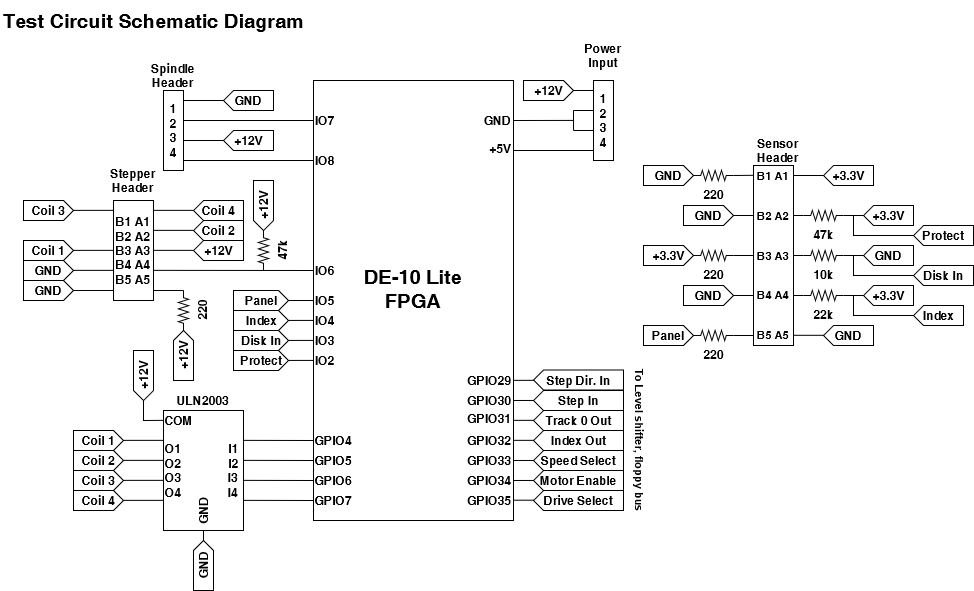 Test Circuit Schematic Diagram
Spindle
Header
1
2
3
4
GND
+12V
IO7
IO8
Power
Input
+12V
1
2
3
4
GND
+5V
Stepper
Header
Coil 3
Coil 1
GND
GND
B1 A1
B2 A2
B3 A3
B4 A4
B5 A5
Coil 4
Coil 2
+12V
+12V
47k
220
+12V
IO6
Panel
IO5
Index
IO4
Disk In
IO3
Protect
IO2
DE-10 Lite
FPGA
Sensor
Header
GND
220
B1 A1
+3.3V
GND
B2 A2
47k
+3.3V
Protect
+3.3V
220
B3 A3
10k
GND
Disk In
GND
B4 A4
22k
+3.3V
Index
Panel
220
B5 A5
GND
+12V
ULN2003
COM
Coil 1
Coil 2
Coil 3
Coil 4
O1
O2
O3
O4
I1
I2
I3
I4
GND
GND
GPIO4
GPIO5
GPIO6
GPIO7
GPIO29
Step Dir. In
GPIO30
Step In
GPIO31
Track 0 Out
GPIO32
Index Out
GPIO33
Speed Select
GPIO34
Motor Enable
GPIO35
Drive Select
To Level shifter, floppy bus